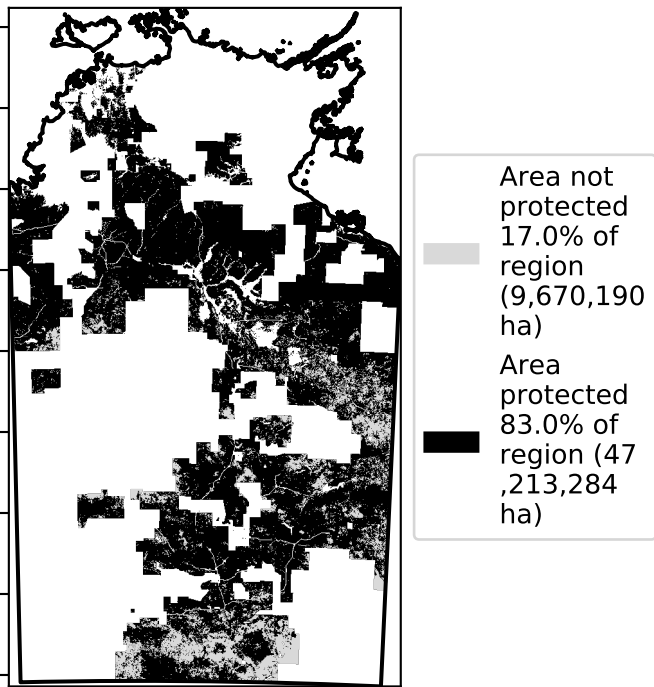 Area not
protected
17.0% of
region
(9,670,190
ha)
Area
protected
83.0% of
region (47
,213,284
ha)